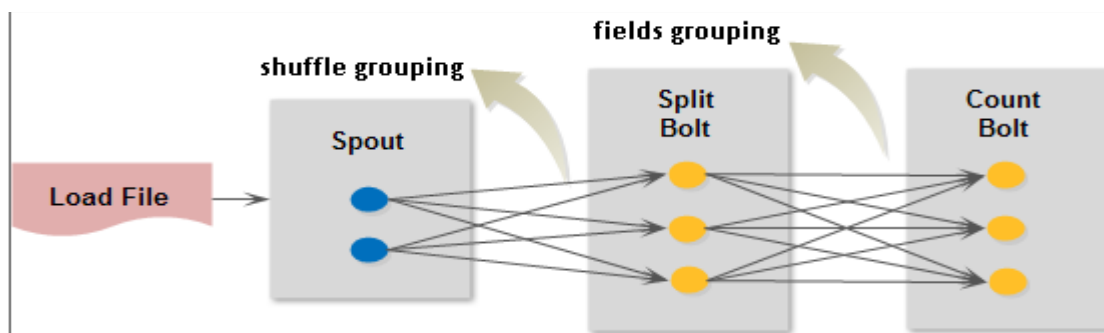 fields grouping
shuffle grouping
Load File
Spout
Split
Bolt
Count
Bolt